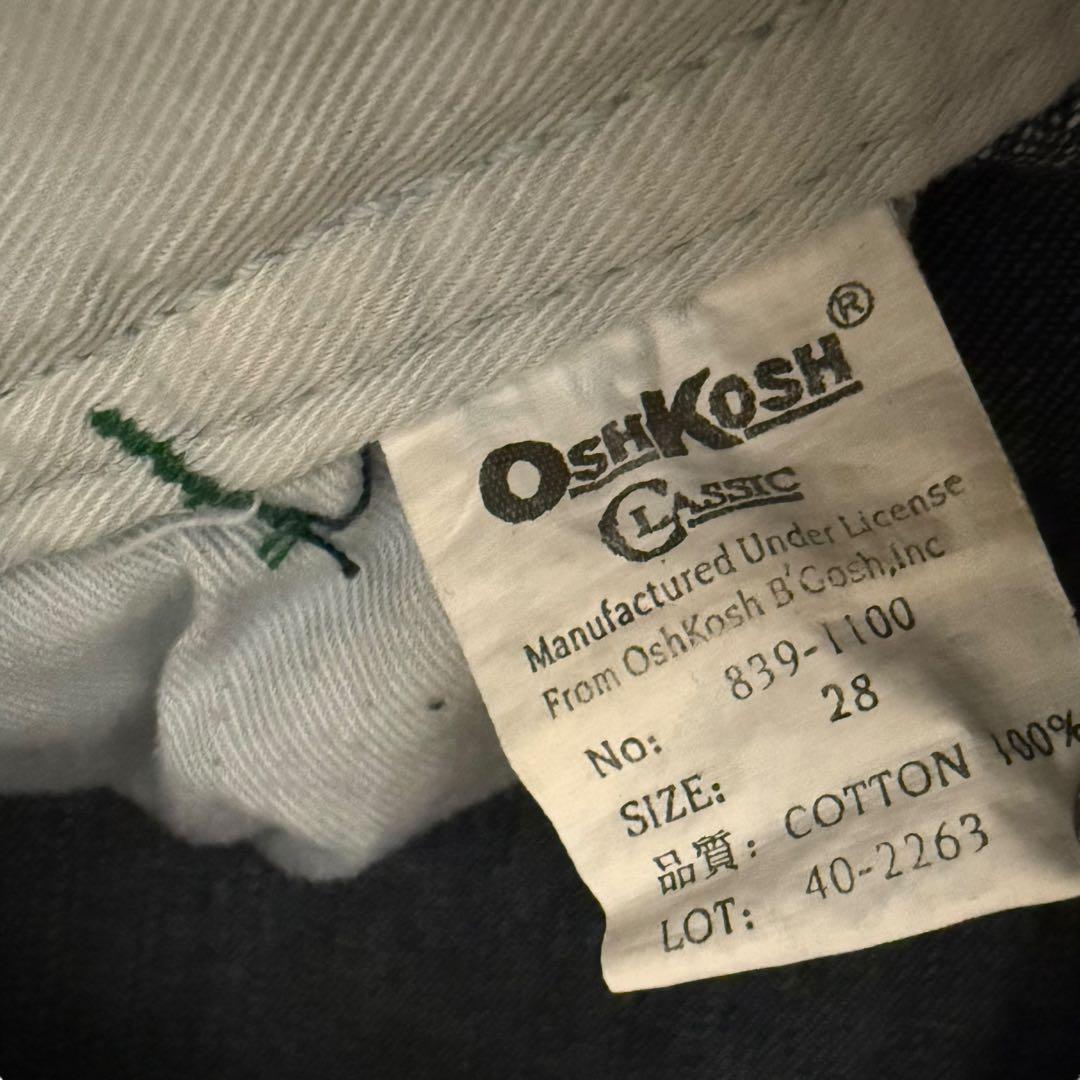 OSHKOSH ®
CLASSIC
Manufactured Under License
From OshKosh B'Gosh,Inc
No: 839-1100
SIZE: 28
品質: COTTON 100%
LOT: 40-2263